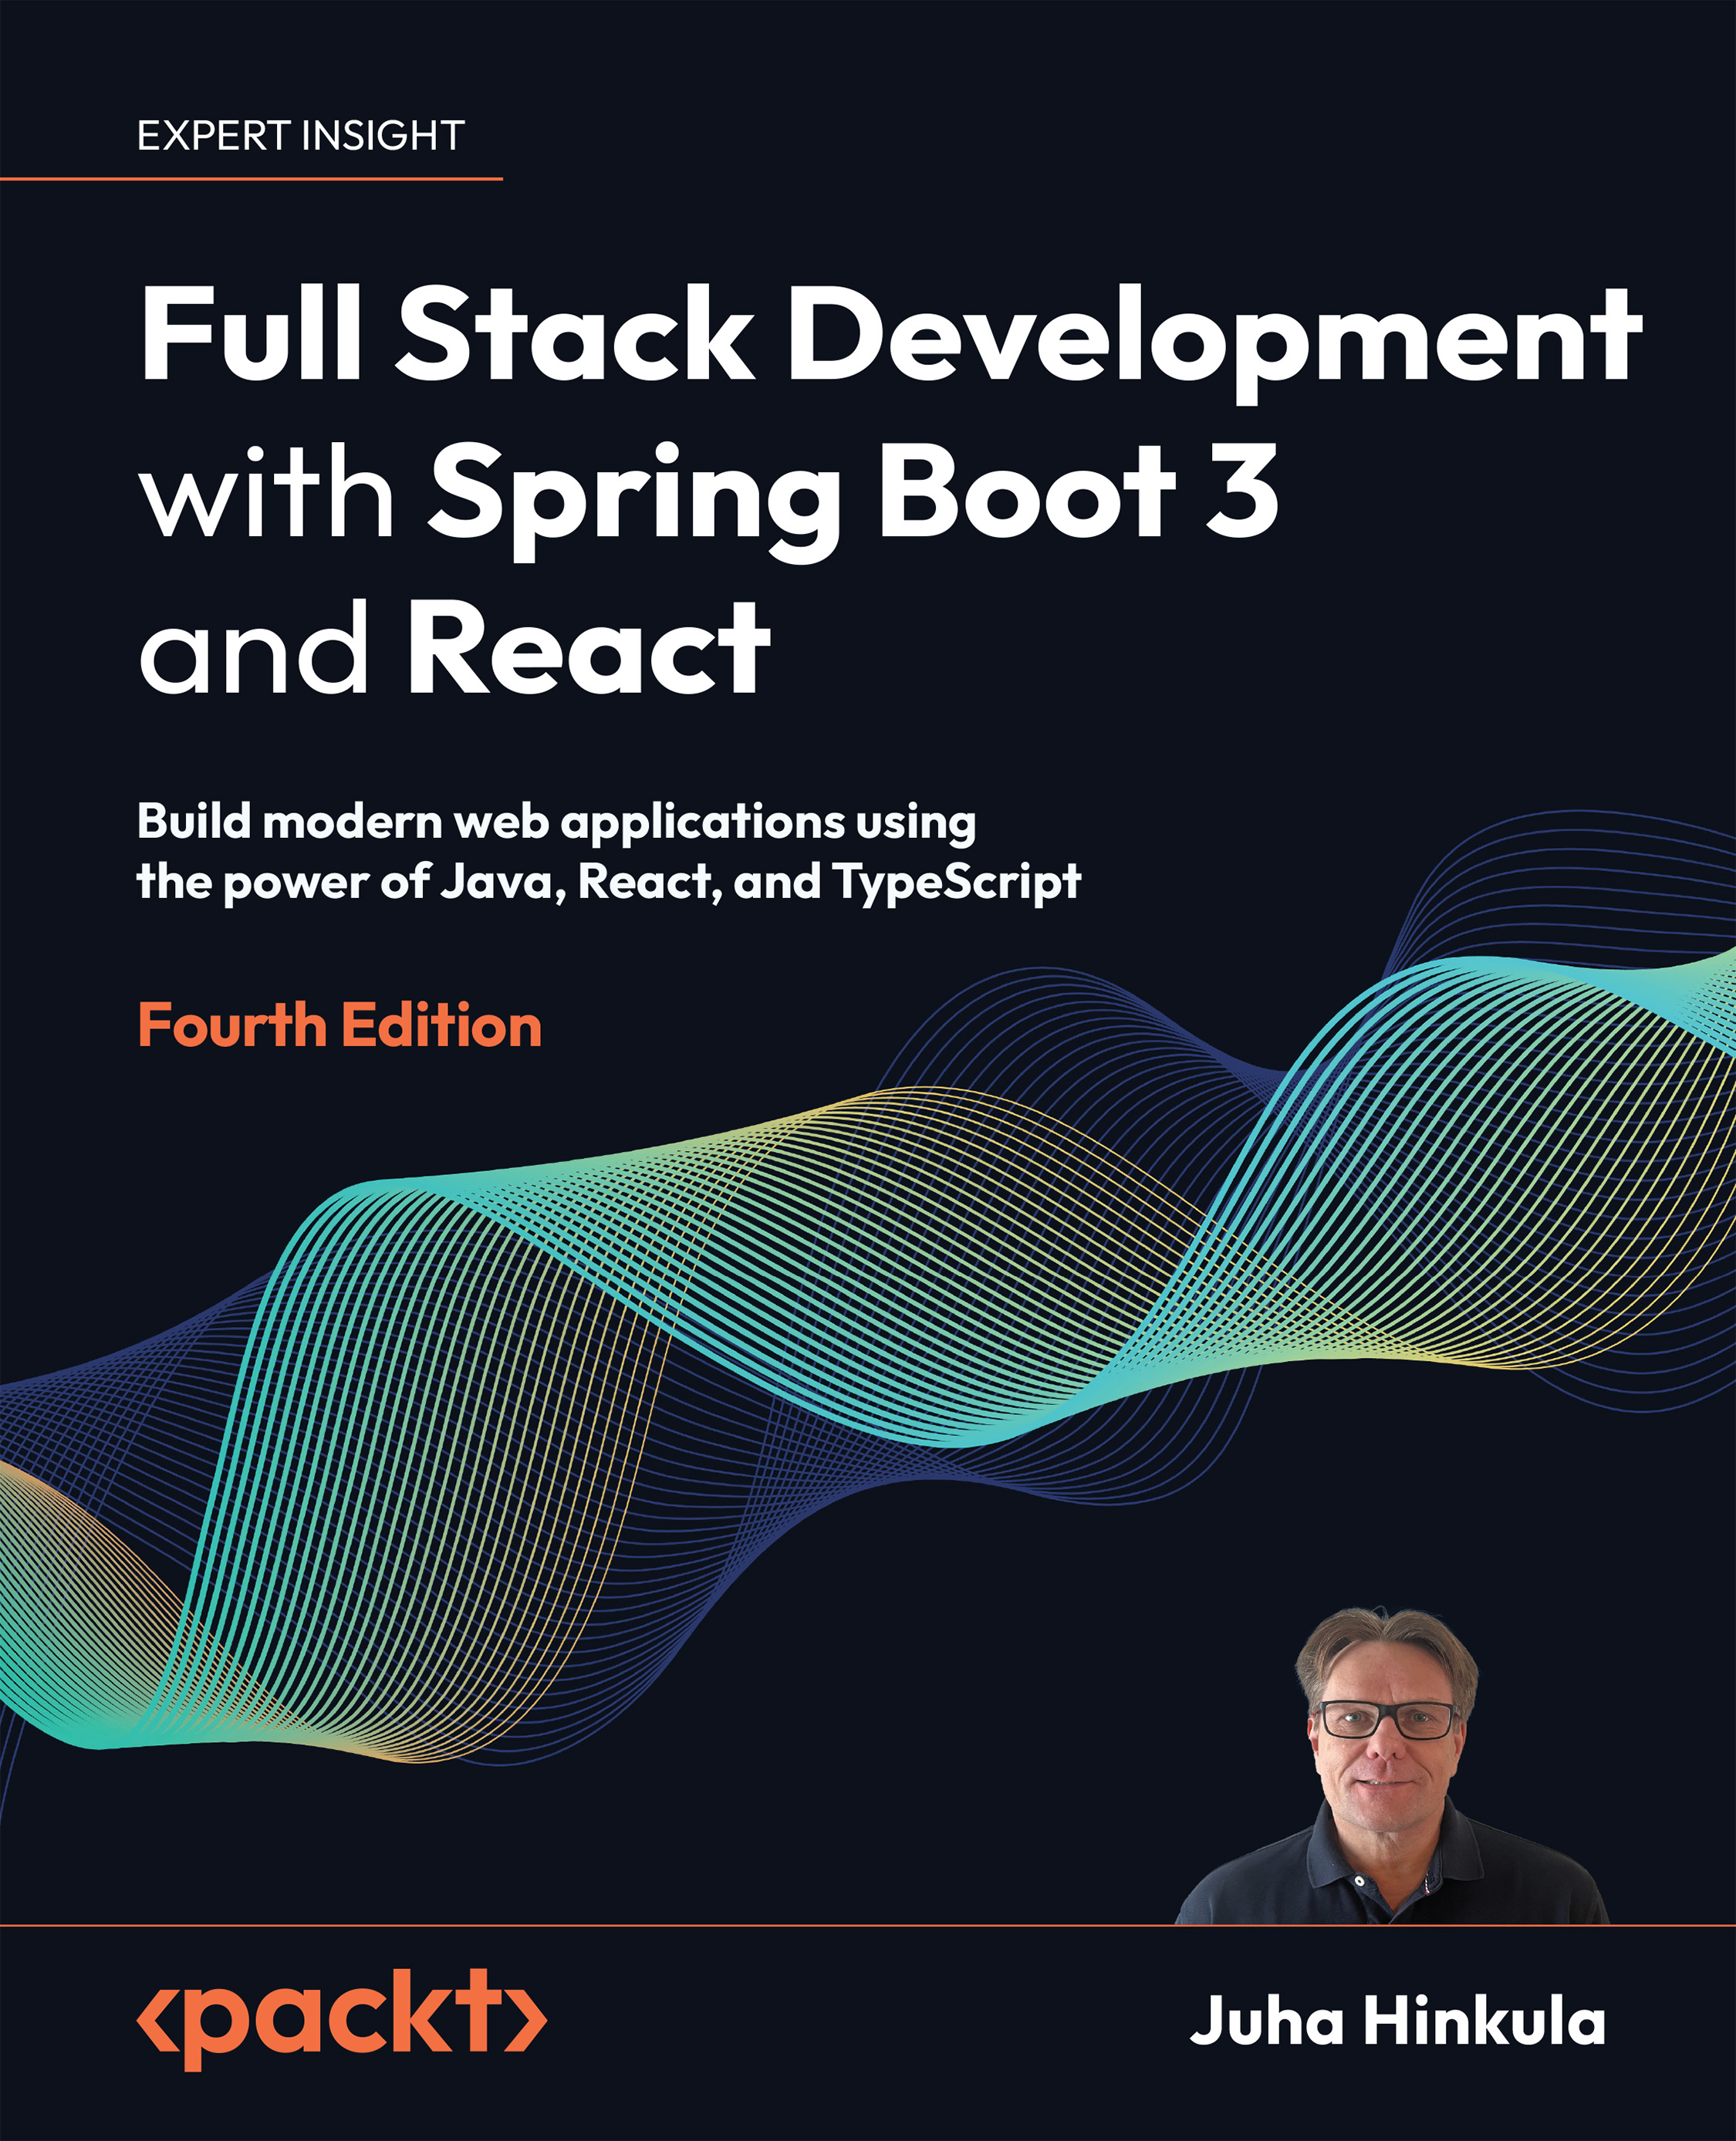 EXPERT INSIGHT
Full Stack Development
with Spring Boot 3
and React
Build modern web applications using
the power of Java, React, and TypeScript
Fourth Edition
<packt>
Juha Hinkula